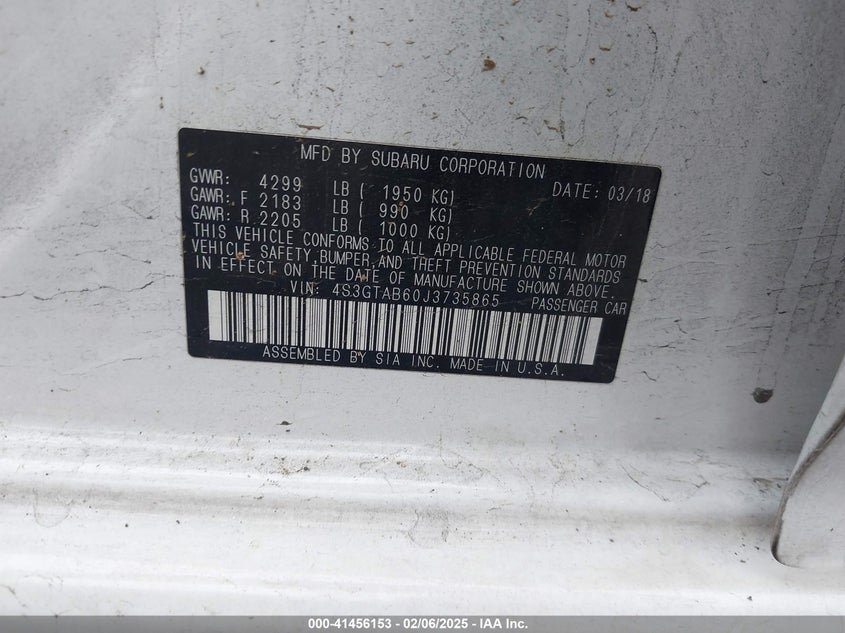 MFD BY SUBARU CORPORATION
GVWR: 4299 LB ( 1950 KG) DATE: 03/18
GAWR: F 2183 LB ( 990 KG)
GAWR: R 2205 LB ( 1000 KG)
THIS VEHICLE CONFORMS TO ALL APPLICABLE FEDERAL MOTOR
VEHICLE SAFETY,BUMPER,AND THEFT PREVENTION STANDARDS
IN EFFECT ON THE DATE OF MANUFACTURE SHOWN ABOVE.
VIN: 4S3GTAB60J3735865 PASSENGER CAR
ASSEMBLED BY SIA INC. MADE IN U.S.A.
000-41456153 - 02/06/2025 - IAA Inc.